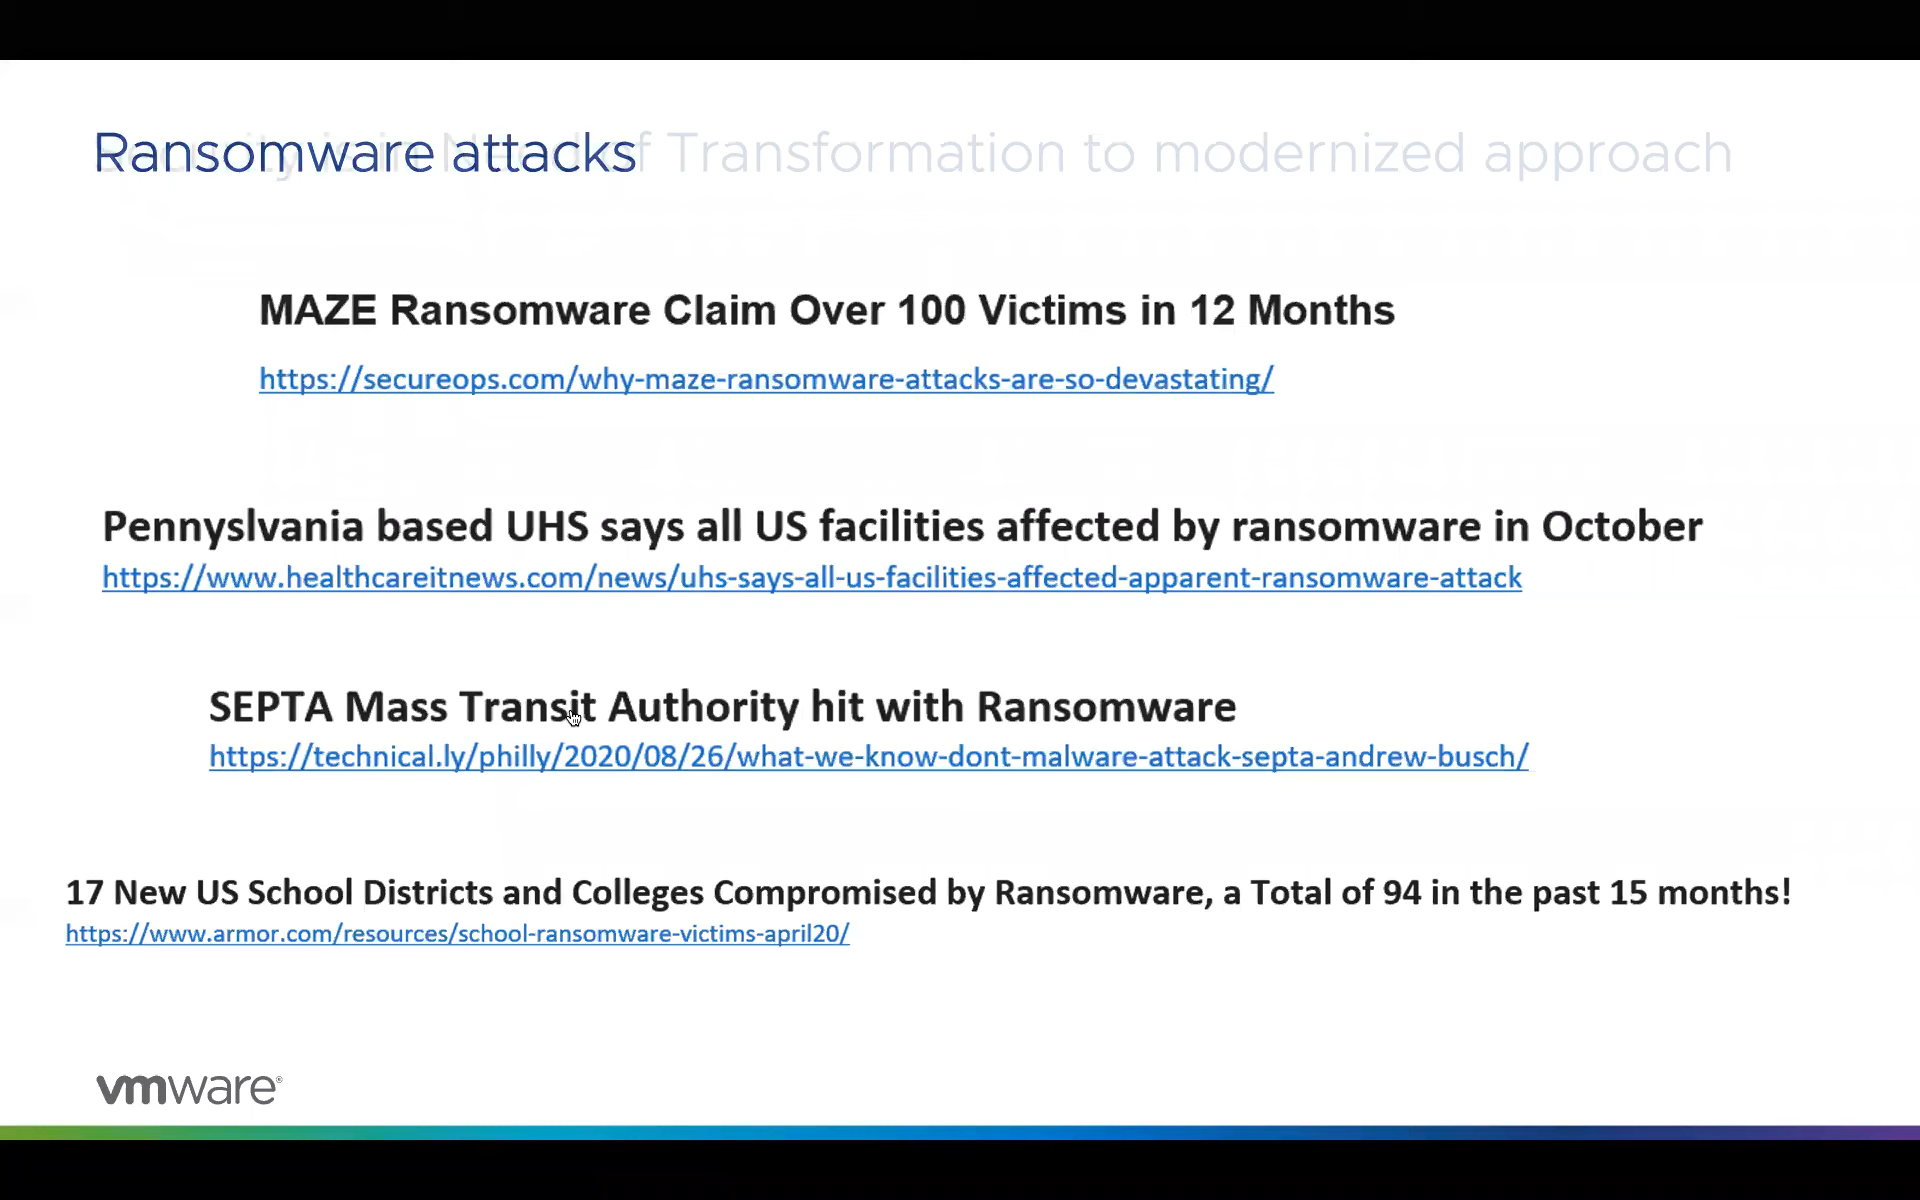 Ransomware attacks
f Transformation to modernized approach
MAZE Ransomware Claim Over 100 Victims in 12 Months
https://secureops.com/why-maze-ransomware-attacks-are-so-devastating/
Pennyslvania based UHS says all US facilities affected by ransomware in October
https://www.healthcareitnews.com/news/uhs-says-all-us-facilities-affected-apparent-ransomware-attack
SEPTA Mass Transit Authority hit with Ransomware
https://technical.ly/philly/2020/08/26/what-we-know-dont-malware-attack-septa-andrew-busch/
17 New US School Districts and Colleges Compromised by Ransomware, a Total of 94 in the past 15 months!
https://www.armor.com/resources/school-ransomware-victims-april20/
vmware®